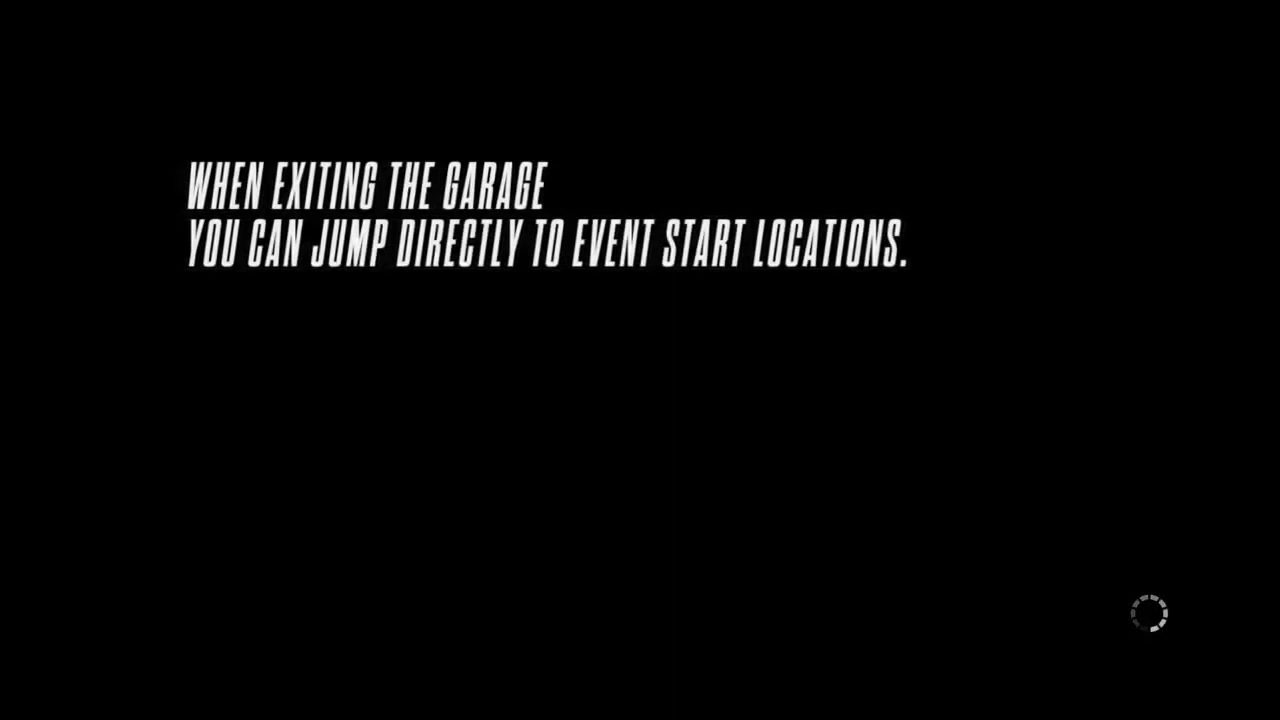 WHEN EXITING THE GARAGE
YOU CAN JUMP DIRECTLY TO EVENT START LOCATIONS.